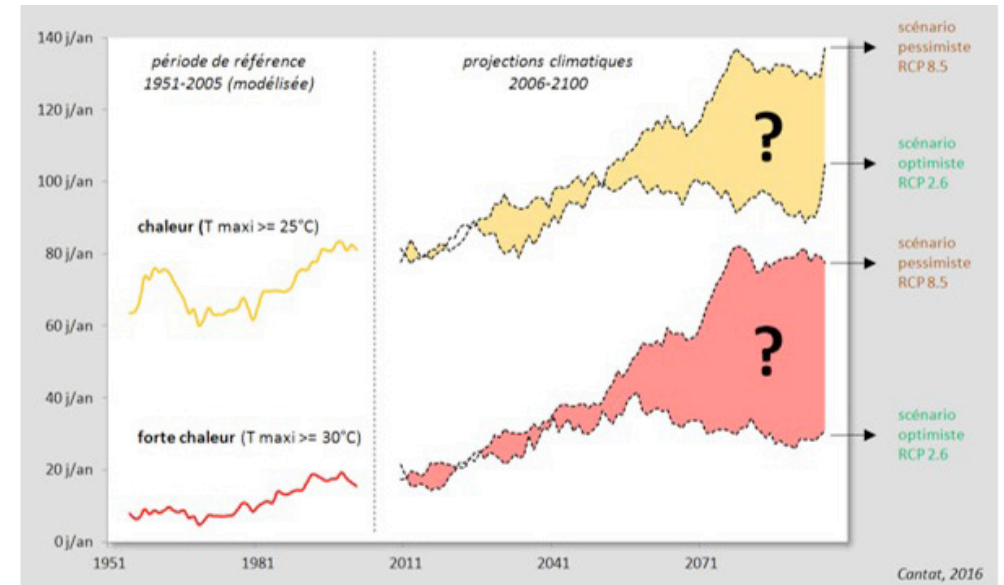 140 j/an
120 j/an
100 j/an
80 j/an
60 j/an
40 j/an
20 j/an
0 j/an
période de référence
1951-2005 (modélisée)
projections climatiques
2006-2100
chaleur (T maxi >= 25°C)
forte chaleur (T maxi >= 30°C)
?
?
scénario
pessimiste
RCP 8.5
scénario
optimiste
RCP 2.6
scénario
pessimiste
RCP 8.5
scénario
optimiste
RCP 2.6
1951
1981
2011
2041
2071
Cantat, 2016